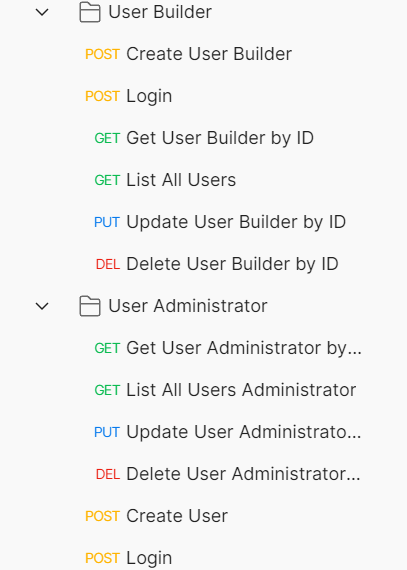 User Builder
POST Create User Builder
POST Login
GET Get User Builder by ID
GET List All Users
PUT Update User Builder by ID
DEL Delete User Builder by ID
User Administrator
GET Get User Administrator by...
GET List All Users Administrator
PUT Update User Administrato...
DEL Delete User Administrator...
POST Create User
POST Login